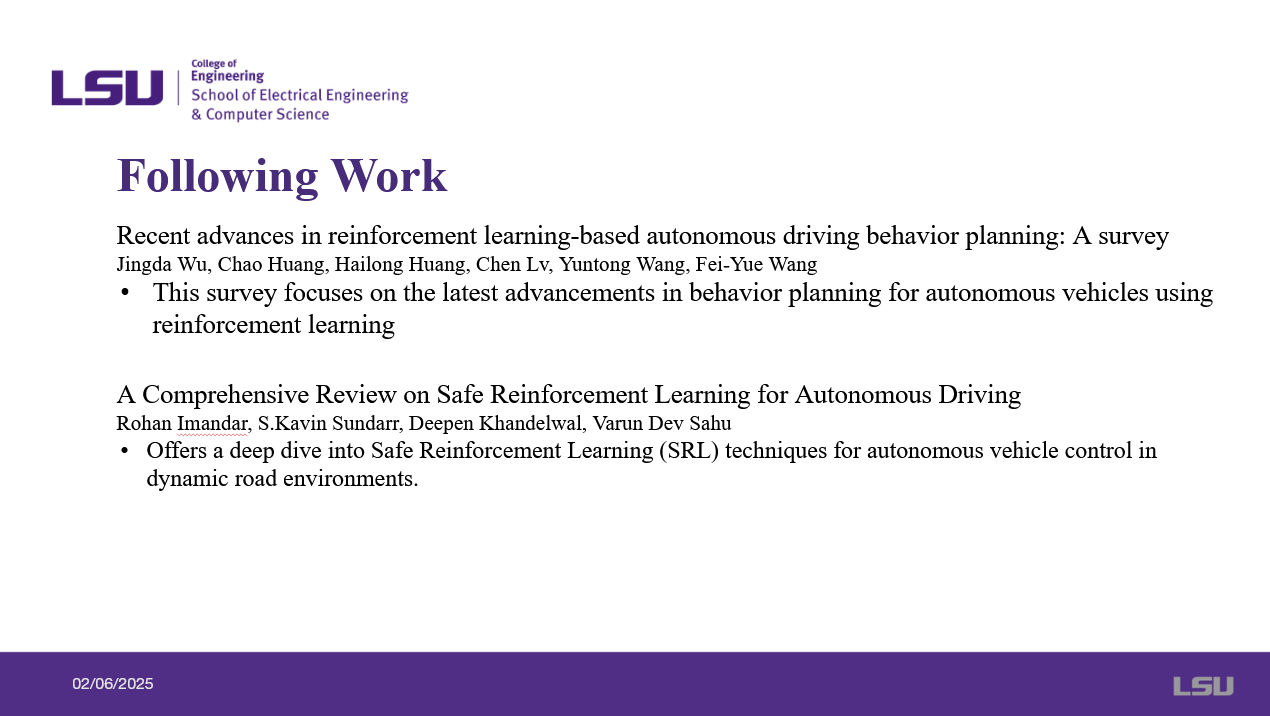 LSU
College of
Engineering
School of Electrical Engineering
& Computer Science
Following Work
Recent advances in reinforcement learning-based autonomous driving behavior planning: A survey
Jingda Wu, Chao Huang, Hailong Huang, Chen Lv, Yuntong Wang, Fei-Yue Wang
• This survey focuses on the latest advancements in behavior planning for autonomous vehicles using
reinforcement learning
A Comprehensive Review on Safe Reinforcement Learning for Autonomous Driving
Rohan Imandar, S.Kavin Sundarr, Deepen Khandelwal, Varun Dev Sahu
• Offers a deep dive into Safe Reinforcement Learning (SRL) techniques for autonomous vehicle control in
dynamic road environments.
02/06/2025
LSU